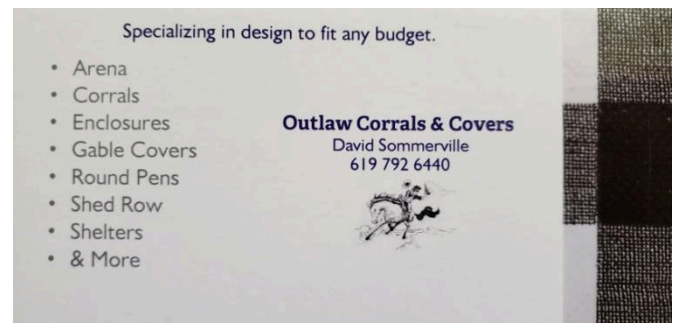 Specializing in design to fit any budget.
• Arena
• Corrals
• Enclosures
• Gable Covers
• Round Pens
• Shed Row
• Shelters
• & More
Outlaw Corrals & Covers
David Sommerville
619 792 6440